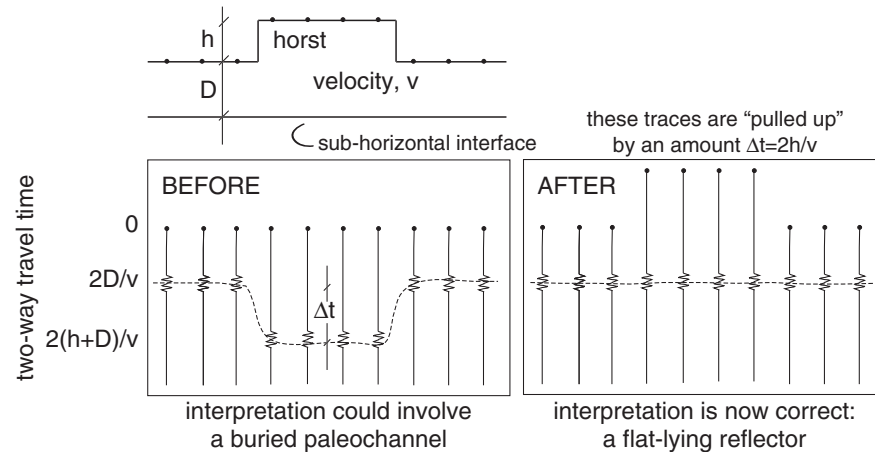 h
horst
D
velocity, v
sub-horizontal interface
these traces are “pulled up”
by an amount Δt=2h/v
BEFORE
AFTER
two-way travel time
0
2D/v
Δt
2(h+D)/v
interpretation could involve
a buried paleochannel
interpretation is now correct:
a flat-lying reflector